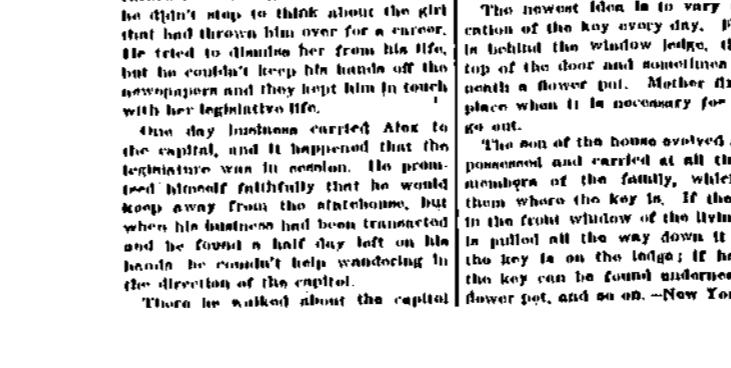 he didn't stop to think about the girl
that had thrown him over for a career.
He tried to dismiss her from his life,
but he couldn't keep his hands off the
newspapers and they kept him in touch
with her legislative life.
One day business carried Alex to
the capital, and it happened that the
legislature was in session. He prom-
ised himself faithfully that he would
keep away from the statehouse, but
when his business had been transacted
and he found a half day left on his
hands he couldn't help wandering in
the direction of the capitol.
There he walked about the capitol
The newest idea is to vary
cation of the key every day.
is behind the window ledge,
top of the door and sometimes
neath a flower pot. Mother
place when it is necessary for
go out.
The son of the house evolved
possessed and carried at all
members of the family,
them where the key is. If the
in the front window of the
is pulled all the way down it
the key is on the ledge; if
the key can be found
flower pot, and so on.—New